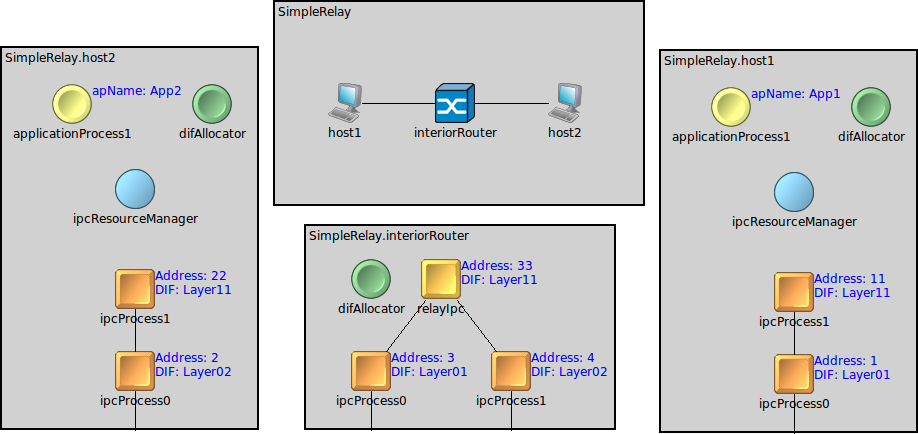 SimpleRelay.host2
apName: App2
applicationProcess1
difAllocator
ipcResourceManager
Address: 22
DIF: Layer11
ipcProcess1
Address: 2
DIF: Layer02
ipcProcess0
SimpleRelay
host1
interiorRouter
host2
SimpleRelay.interiorRouter
difAllocator
relayIpc
Address: 33
DIF: Layer11
Address: 3
DIF: Layer01
ipcProcess0
Address: 4
DIF: Layer02
ipcProcess1
SimpleRelay.host1
apName: App1
applicationProcess1
difAllocator
ipcResourceManager
Address: 11
DIF: Layer11
ipcProcess1
Address: 1
DIF: Layer01
ipcProcess0